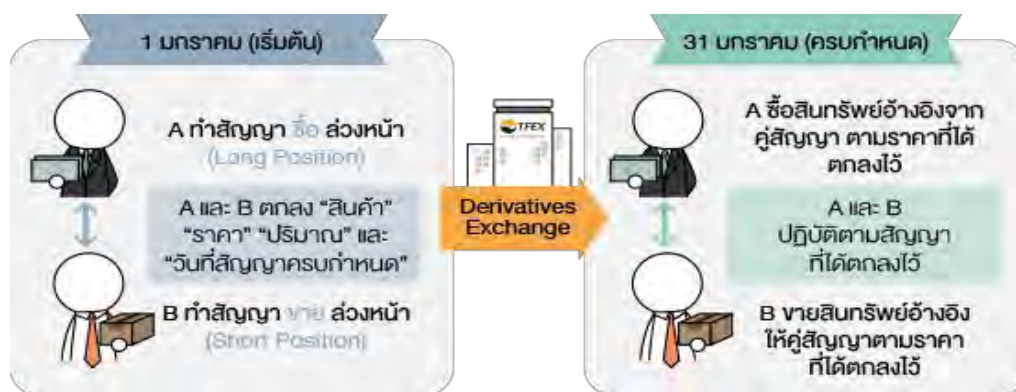 1 มกราคม (เริ่มต้น)
A ทำสัญญา ซื้อ ล่วงหน้า
(Long Position)
A และ B ตกลง “สินค้า”
“ราคา” “ปริมาณ” และ
“วันที่สัญญาครบกำหนด”
B ทำสัญญา ขาย ล่วงหน้า
(Short Position)
TFEX
Derivatives
Exchange
31 มกราคม (ครบกำหนด)
A ซื้อสินทรัพย์อ้างอิงจาก
คู่สัญญา ตามราคาที่ได้
ตกลงไว้
A และ B
ปฏิบัติตามสัญญา
ที่ได้ตกลงไว้
B ขายสินทรัพย์อ้างอิง
ให้คู่สัญญาตามราคา
ที่ได้ตกลงไว้